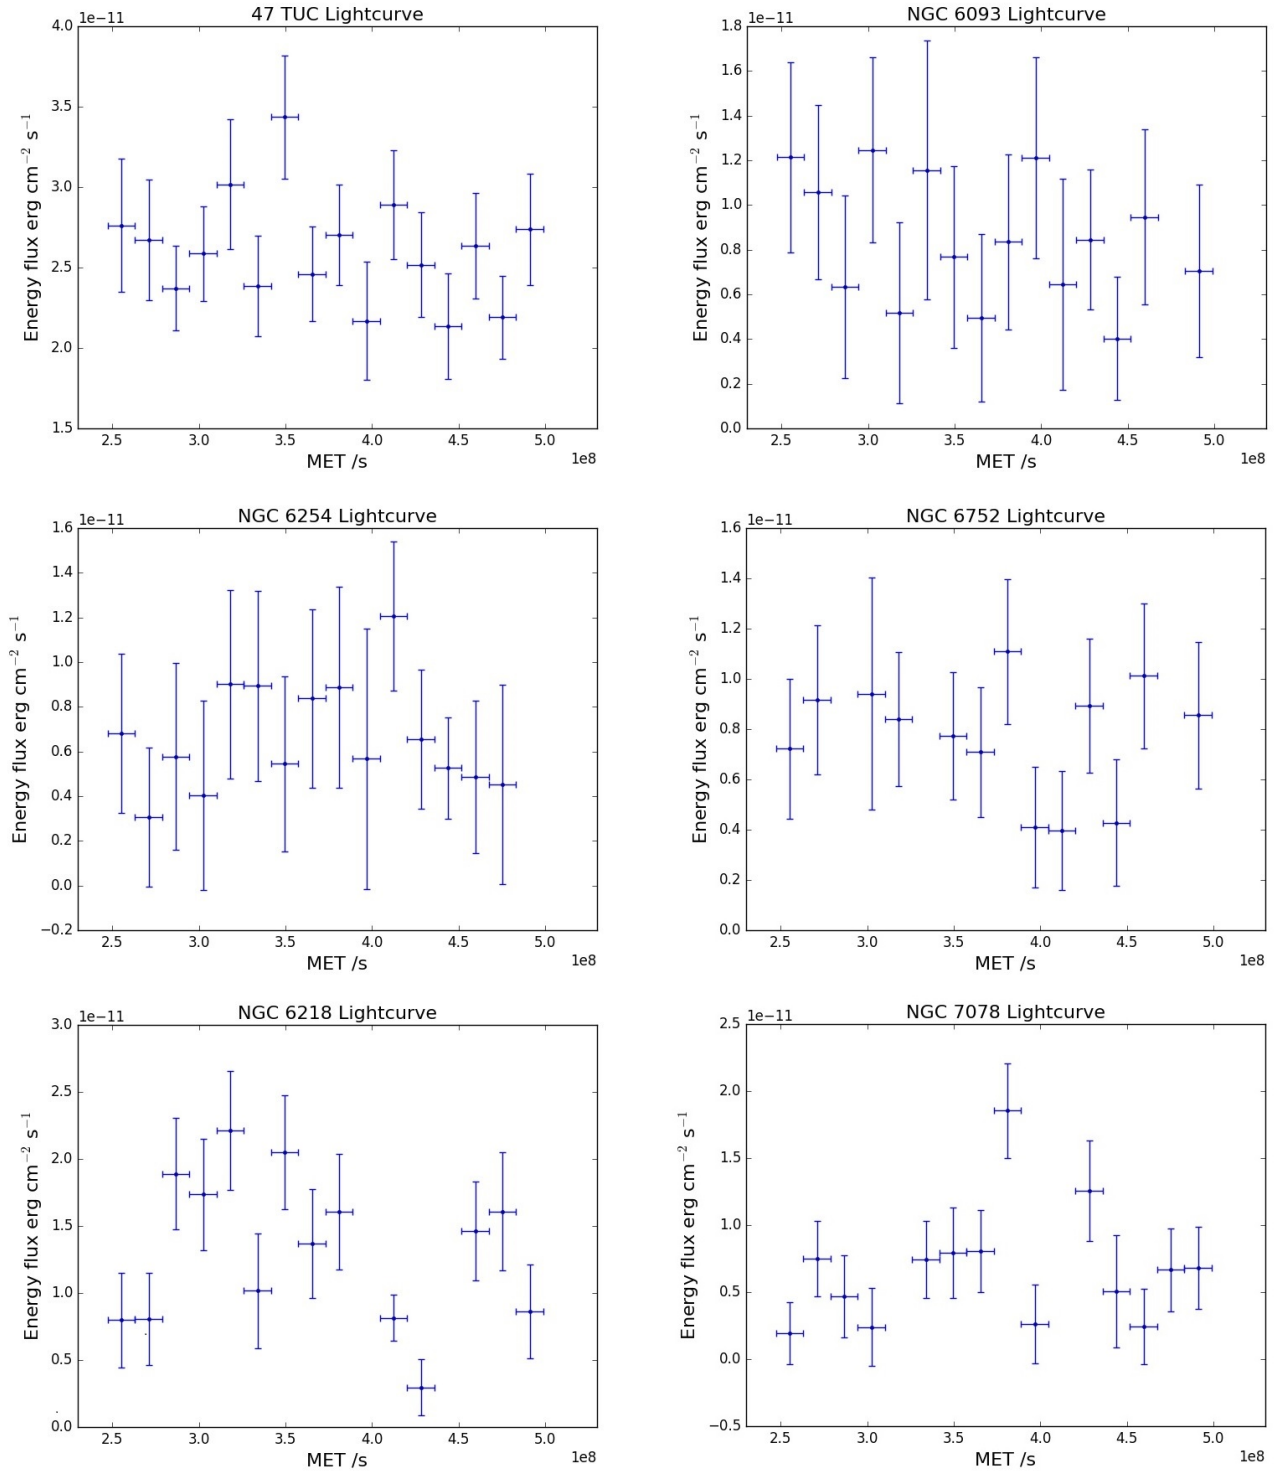 47 TUC Lightcurve
1e−11
4.0
3.5
3.0
2.5
2.0
1.5
Energy flux erg cm⁻² s⁻¹
2.5 3.0 3.5 4.0 4.5 5.0
1e8
MET /s
NGC 6093 Lightcurve
1e−11
1.8
1.6
1.4
1.2
1.0
0.8
0.6
0.4
0.2
0.0
Energy flux erg cm⁻² s⁻¹
2.5 3.0 3.5 4.0 4.5 5.0
1e8
MET /s
NGC 6254 Lightcurve
1e−11
1.6
1.4
1.2
1.0
0.8
0.6
0.4
0.2
0.0
−0.2
Energy flux erg cm⁻² s⁻¹
2.5 3.0 3.5 4.0 4.5 5.0
1e8
MET /s
NGC 6752 Lightcurve
1e−11
1.6
1.4
1.2
1.0
0.8
0.6
0.4
0.2
0.0
Energy flux erg cm⁻² s⁻¹
2.5 3.0 3.5 4.0 4.5 5.0
1e8
MET /s
NGC 6218 Lightcurve
1e−11
3.0
2.5
2.0
1.5
1.0
0.5
0.0
Energy flux erg cm⁻² s⁻¹
2.5 3.0 3.5 4.0 4.5 5.0
1e8
MET /s
NGC 7078 Lightcurve
1e−11
2.5
2.0
1.5
1.0
0.5
0.0
−0.5
Energy flux erg cm⁻² s⁻¹
2.5 3.0 3.5 4.0 4.5 5.0
1e8
MET /s